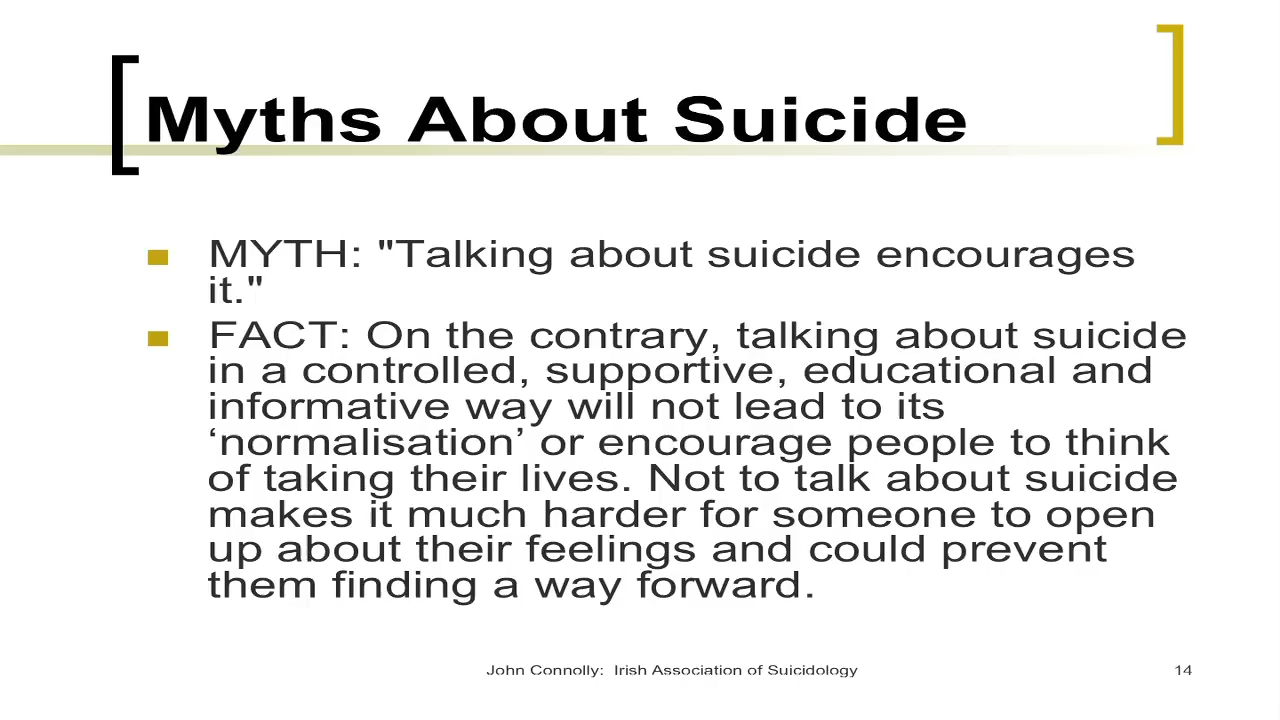 Myths About Suicide
MYTH: "Talking about suicide encourages
it."
FACT: On the contrary, talking about suicide
in a controlled, supportive, educational and
informative way will not lead to its
‘normalisation’ or encourage people to think
of taking their lives. Not to talk about suicide
makes it much harder for someone to open
up about their feelings and could prevent
them finding a way forward.
John Connolly: Irish Association of Suicidology
14